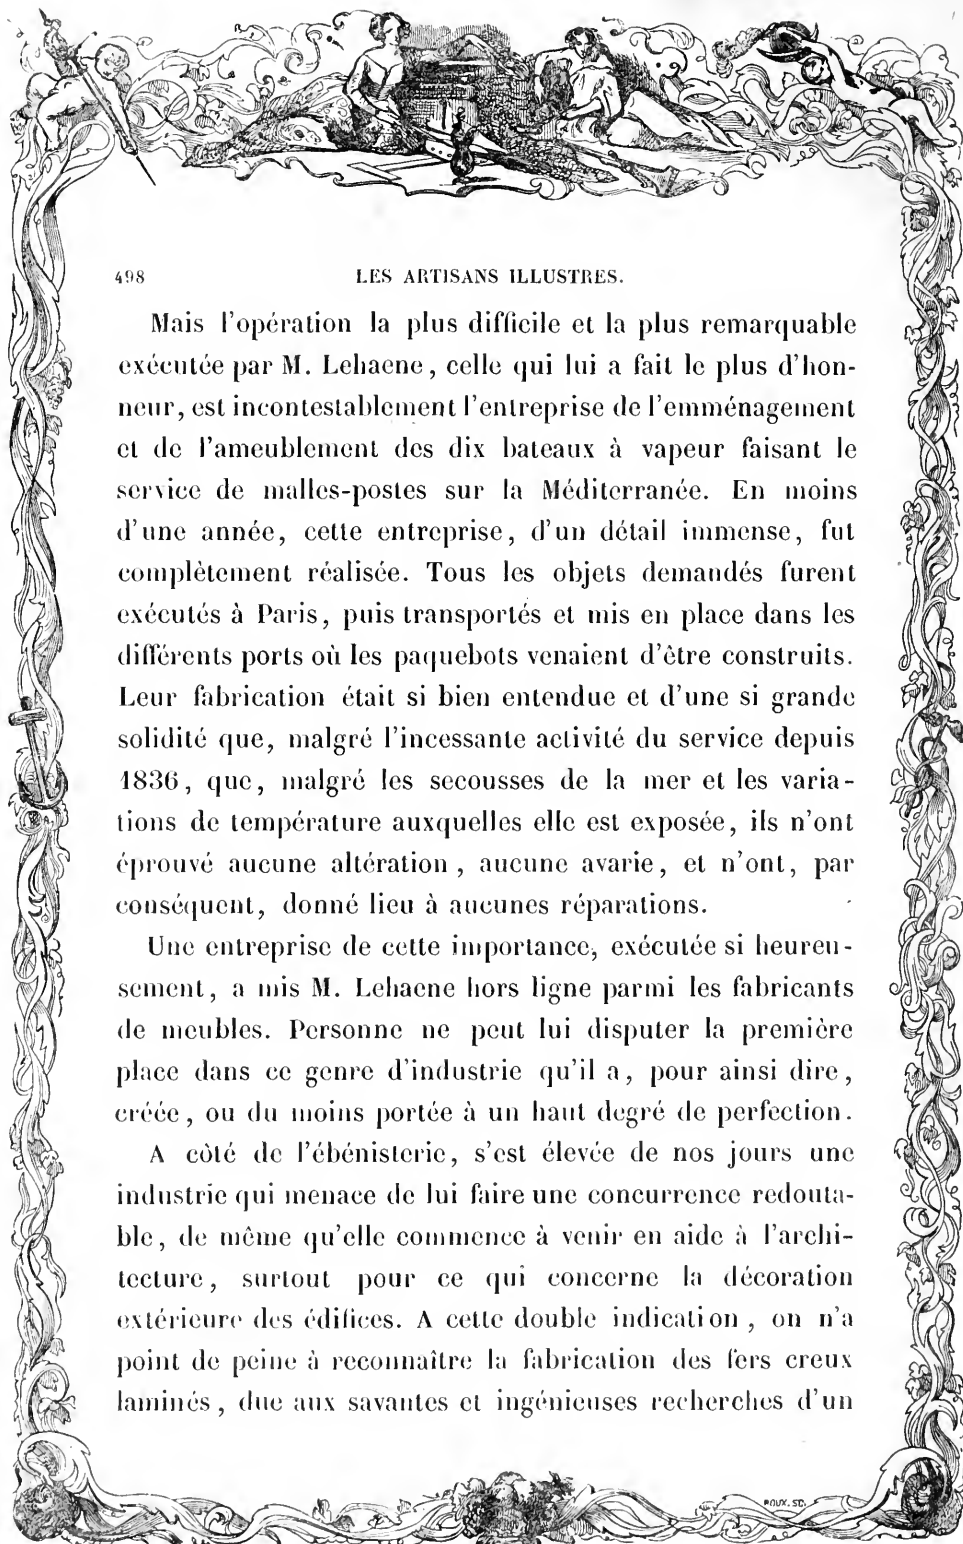 498 LES ARTISANS ILLUSTRES.
Mais l'opération la plus difficile et la plus remarquable
exécutée par M. Lehaene, celle qui lui a fait le plus d'hon-
neur, est incontestablement l'entreprise de l'emménagement
et de l'ameublement des dix bateaux à vapeur faisant le
service de malles-postes sur la Méditerranée. En moins
d'une année, cette entreprise, d'un détail immense, fut
complètement réalisée. Tous les objets demandés furent
exécutés à Paris, puis transportés et mis en place dans les
différents ports où les paquebots venaient d'être construits.
Leur fabrication était si bien entendue et d'une si grande
solidité que, malgré l'incessante activité du service depuis
1836, que, malgré les secousses de la mer et les varia-
tions de température auxquelles elle est exposée, ils n'ont
éprouvé aucune altération, aucune avarie, et n'ont, par
conséquent, donné lieu à aucunes réparations.
Une entreprise de cette importance, exécutée si heureu-
sement, a mis M. Lehaene hors ligne parmi les fabricants
de meubles. Personne ne peut lui disputer la première
place dans ce genre d'industrie qu'il a, pour ainsi dire,
créée, ou du moins portée à un haut degré de perfection.
A côté de l'ébénisterie, s'est élevée de nos jours une
industrie qui menace de lui faire une concurrence redouta-
ble, de même qu'elle commence à venir en aide à l'archi-
tecture, surtout pour ce qui concerne la décoration
extérieure des édifices. A cette double indication, on n'a
point de peine à reconnaître la fabrication des fers creux
laminés, due aux savantes et ingénieuses recherches d'un
ROUX. SC.